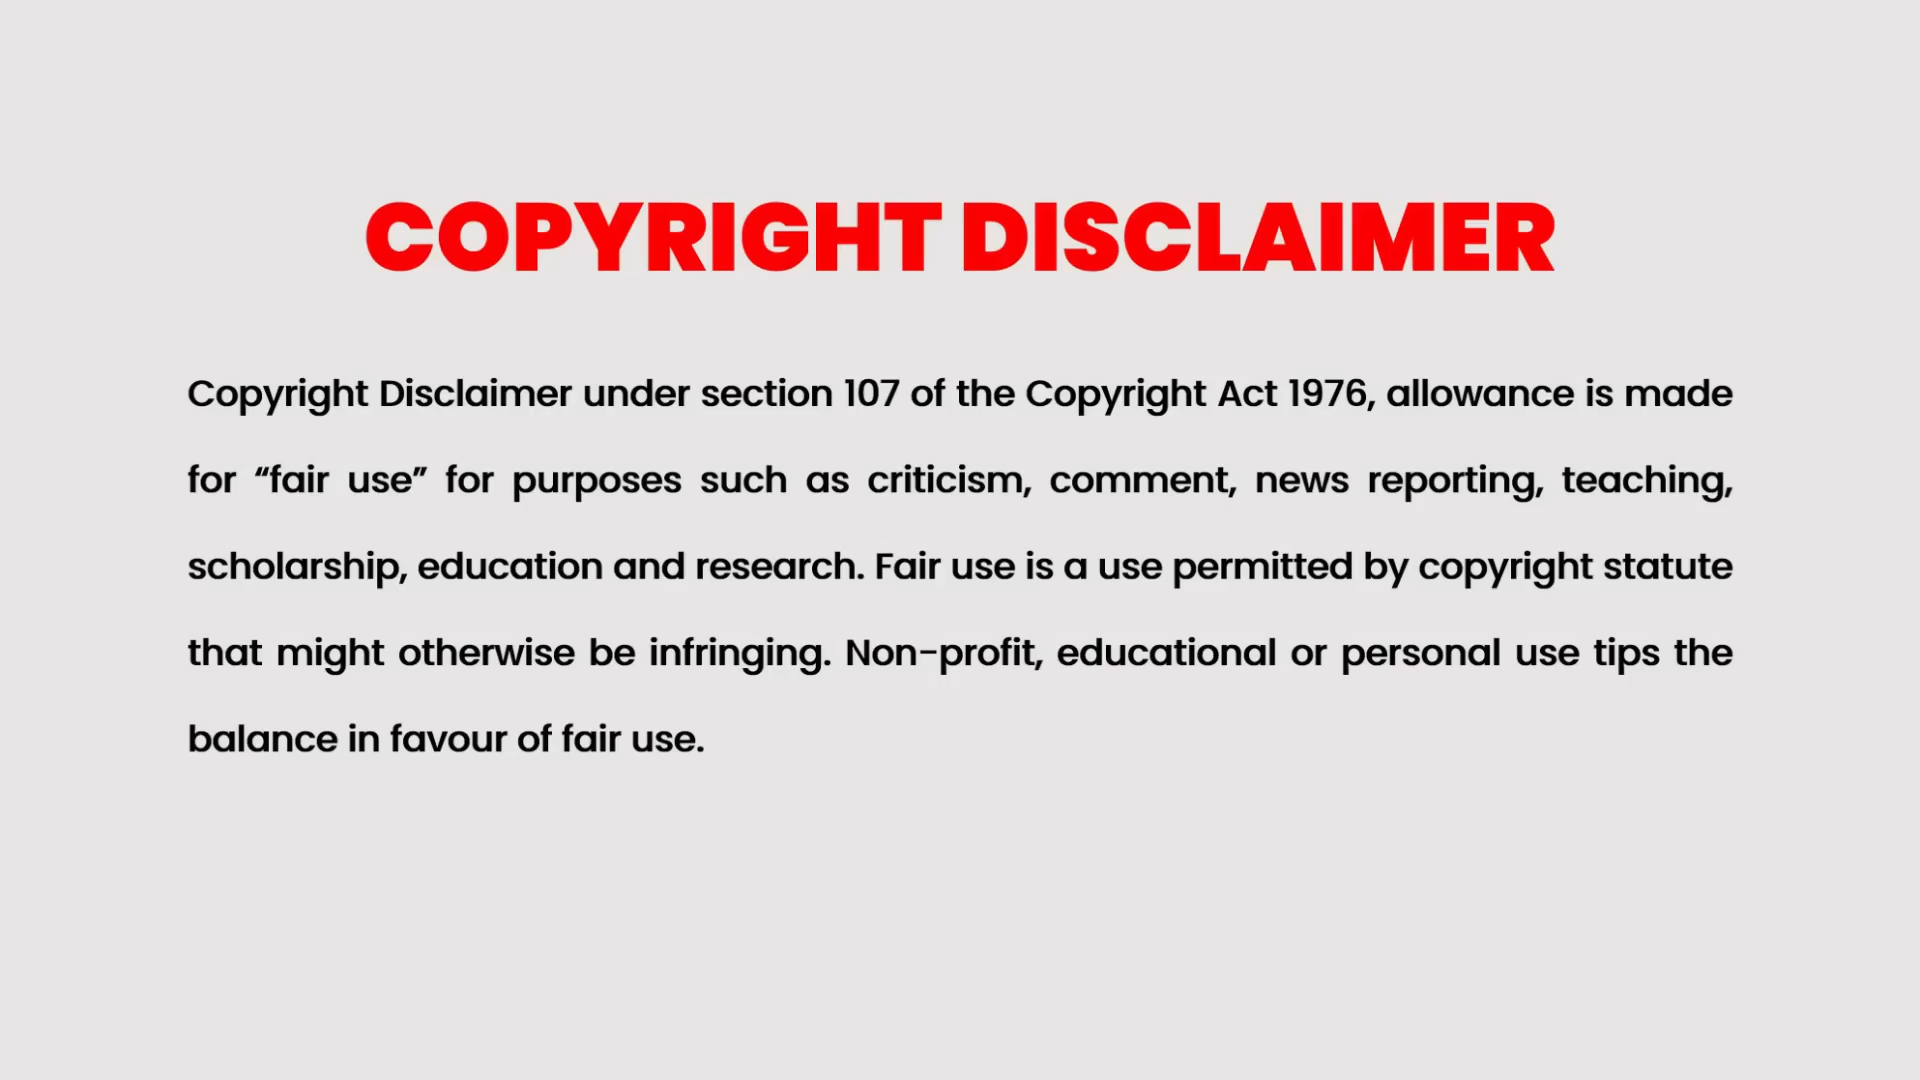 COPYRIGHT DISCLAIMER
Copyright Disclaimer under section 107 of the Copyright Act 1976, allowance is made
for “fair use” for purposes such as criticism, comment, news reporting, teaching,
scholarship, education and research. Fair use is a use permitted by copyright statute
that might otherwise be infringing. Non-profit, educational or personal use tips the
balance in favour of fair use.